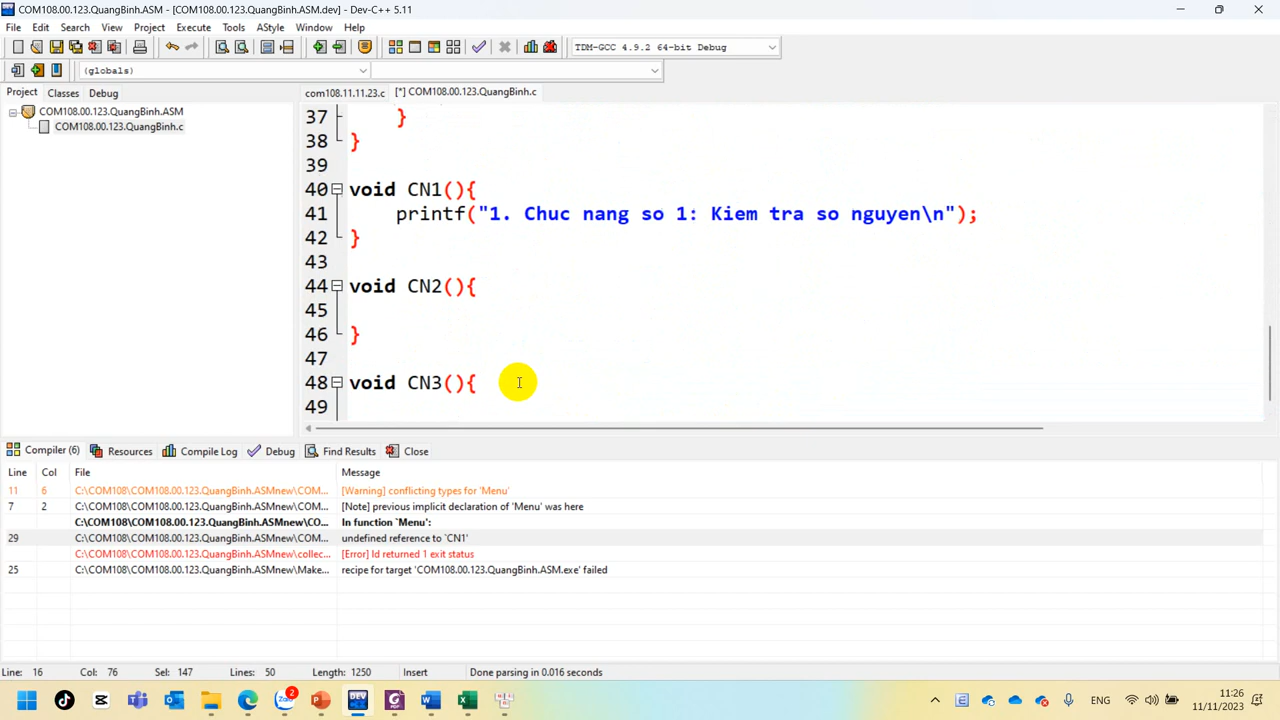 COM108.00.123.QuangBinh.ASM - [COM108.00.123.QuangBinh.ASM.dev] - Dev-C++ 5.11
File Edit Search View Project Execute Tools AStyle Window Help
TDM-GCC 4.9.2 64-bit Debug
(globals)
Project Classes Debug
com108.11.11.23.c [*] COM108.00.123.QuangBinh.c
COM108.00.123.QuangBinh.ASM
COM108.00.123.QuangBinh.c
37 }
38 }
39
40 void CN1(){
41 printf("1. Chuc nang so 1: Kiem tra so nguyen\n");
42 }
43
44 void CN2(){
45
46 }
47
48 void CN3(){
49
Compiler (6) Resources Compile Log Debug Find Results Close
Line Col File Message
11 6 C:\COM108\COM108.00.123.QuangBinh.ASMnew\COM... [Warning] conflicting types for 'Menu'
7 2 C:\COM108\COM108.00.123.QuangBinh.ASMnew\COM... [Note] previous implicit declaration of 'Menu' was here
C:\COM108\COM108.00.123.QuangBinh.ASMnew\CO... In function `Menu':
29 C:\COM108\COM108.00.123.QuangBinh.ASMnew\COM... undefined reference to `CN1'
C:\COM108\COM108.00.123.QuangBinh.ASMnew\collec... [Error] ld returned 1 exit status
25 C:\COM108\COM108.00.123.QuangBinh.ASMnew\Make... recipe for target 'COM108.00.123.QuangBinh.ASM.exe' failed
Line: 16 Col: 76 Sel: 147 Lines: 50 Length: 1250 Insert Done parsing in 0.016 seconds
2
DEV
ENG
11:26
11/11/2023